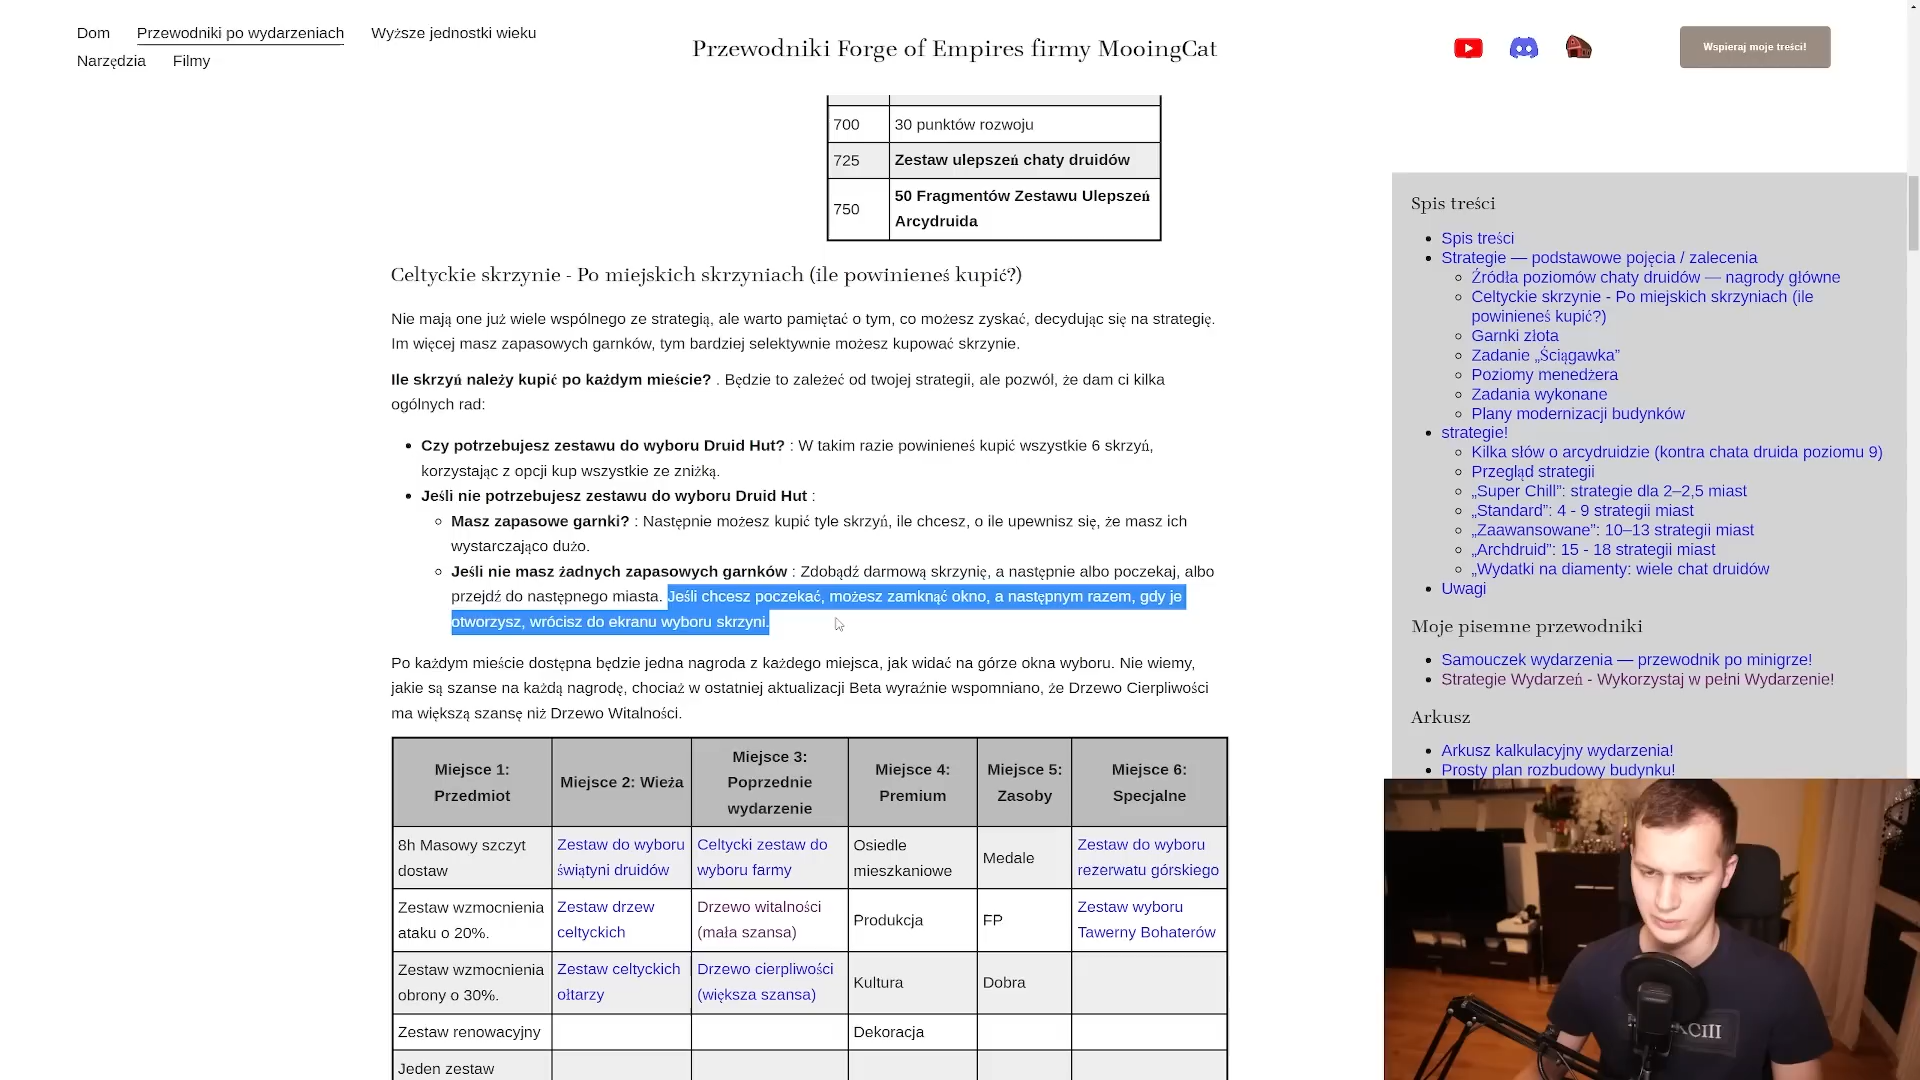 Dom
Przewodniki po wydarzeniach
Wyższe jednostki wieku
Narzędzia
Filmy
Przewodniki Forge of Empires firmy MooingCat
Wspieraj moje treści!
700
30 punktów rozwoju
725
Zestaw ulepszeń chaty druidów
750
50 Fragmentów Zestawu Ulepszeń
Arcydruida
Celtyckie skrzynie - Po miejskich skrzyniach (ile powinieneś kupić?)
Nie mają one już wiele wspólnego ze strategią, ale warto pamiętać o tym, co możesz zyskać, decydując się na strategię.
Im więcej masz zapasowych garnków, tym bardziej selektywnie możesz kupować skrzynie.
Ile skrzyń należy kupić po każdym mieście? . Będzie to zależeć od twojej strategii, ale pozwól, że dam ci kilka
ogólnych rad:
Czy potrzebujesz zestawu do wyboru Druid Hut? : W takim razie powinieneś kupić wszystkie 6 skrzyń,
korzystając z opcji kup wszystkie ze zniżką.
Jeśli nie potrzebujesz zestawu do wyboru Druid Hut :
Masz zapasowe garnki? : Następnie możesz kupić tyle skrzyń, ile chcesz, o ile upewnisz się, że masz ich
wystarczająco dużo.
Jeśli nie masz żadnych zapasowych garnków : Zdobądź darmową skrzynię, a następnie albo poczekaj, albo
przejdź do następnego miasta. Jeśli chcesz poczekać, możesz zamknąć okno, a następnym razem, gdy je
otworzysz, wrócisz do ekranu wyboru skrzyni.
Po każdym mieście dostępna będzie jedna nagroda z każdego miejsca, jak widać na górze okna wyboru. Nie wiemy,
jakie są szanse na każdą nagrodę, chociaż w ostatniej aktualizacji Beta wyraźnie wspomniano, że Drzewo Cierpliwości
ma większą szansę niż Drzewo Witalności.
Miejsce 1:
Przedmiot
Miejsce 2: Wieża
Miejsce 3:
Poprzednie
wydarzenie
Miejsce 4:
Premium
Miejsce 5:
Zasoby
Miejsce 6:
Specjalne
8h Masowy szczyt
dostaw
Zestaw do wyboru
świątyni druidów
Celtycki zestaw do
wyboru farmy
Osiedle
mieszkaniowe
Medale
Zestaw do wyboru
rezerwatu górskiego
Zestaw wzmocnienia
ataku o 20%.
Zestaw drzew
celtyckich
Drzewo witalności
(mała szansa)
Produkcja
FP
Zestaw wyboru
Tawerny Bohaterów
Zestaw wzmocnienia
obrony o 30%.
Zestaw celtyckich
ołtarzy
Drzewo cierpliwości
(większa szansa)
Kultura
Dobra
Zestaw renowacyjny
Dekoracja
Jeden zestaw
Spis treści
Spis treści
Strategie — podstawowe pojęcia / zalecenia
Źródła poziomów chaty druidów — nagrody główne
Celtyckie skrzynie - Po miejskich skrzyniach (ile
powinieneś kupić?)
Garnki złota
Zadanie „Ściągawka”
Poziomy menedżera
Zadania wykonane
Plany modernizacji budynków
strategie!
Kilka słów o arcydruidzie (kontra chata druida poziomu 9)
Przegląd strategii
„Super Chill”: strategie dla 2–2,5 miast
„Standard”: 4 - 9 strategii miast
„Zaawansowane”: 10–13 strategii miast
„Archdruid”: 15 - 18 strategii miast
„Wydatki na diamenty: wiele chat druidów
Uwagi
Moje pisemne przewodniki
Samouczek wydarzenia — przewodnik po minigrze!
Strategie Wydarzeń - Wykorzystaj w pełni Wydarzenie!
Arkusz
Arkusz kalkulacyjny wydarzenia!
Prosty plan rozbudowy budynku!